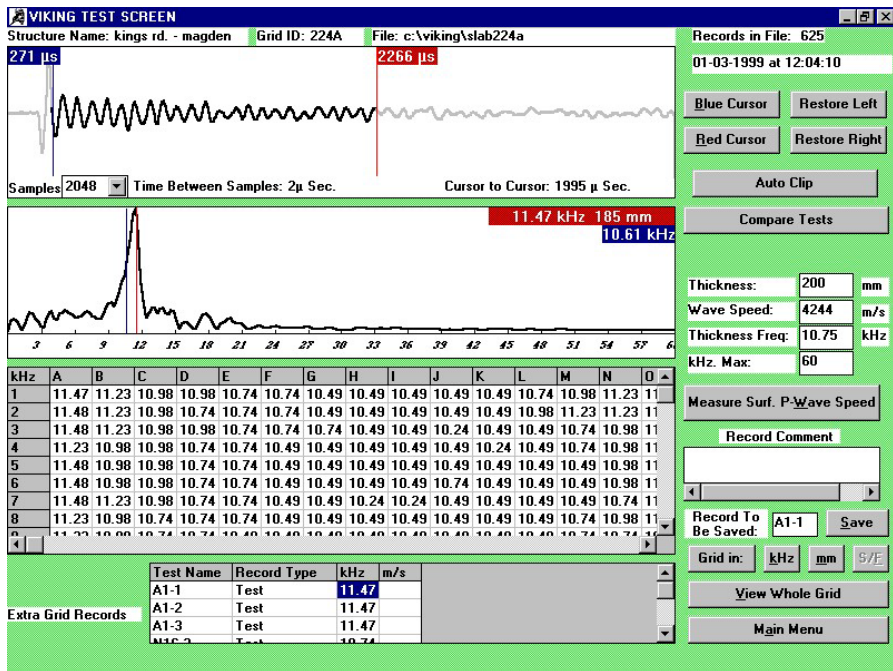 VIKING TEST SCREEN
Structure Name: kings rd. - magden Grid ID: 224A File: c:\viking\slab224a Records in File: 625
271 µs 2266 µs 01-03-1999 at 12:04:10
Blue Cursor Restore Left
Red Cursor Restore Right
Samples 2048 Time Between Samples: 2µ Sec. Cursor to Cursor: 1995 µ Sec.
Auto Clip
11.47 kHz 185 mm
10.61 kHz
Compare Tests
3 6 9 12 15 18 21 24 27 30 33 36 39 42 45 48 51 54 57
Thickness: 200 mm
Wave Speed: 4244 m/s
Thickness Freq: 10.75 kHz
kHz. Max: 60
kHz A B C D E F G H I J K L M N O
1 11.47 11.23 10.98 10.98 10.74 10.74 10.49 10.49 10.49 10.49 10.49 10.74 10.98 11.23
2 11.48 11.23 10.98 10.74 10.74 10.49 10.49 10.49 10.49 10.49 10.49 10.98 11.23 11.23
3 11.48 11.23 10.98 10.98 10.74 10.74 10.49 10.49 10.24 10.49 10.49 10.74 10.98 10.98
4 11.23 10.98 10.98 10.74 10.74 10.49 10.49 10.49 10.49 10.49 10.24 10.49 10.74 10.98
5 11.48 10.98 10.98 10.74 10.74 10.49 10.49 10.49 10.49 10.49 10.49 10.49 10.49 10.98
6 11.48 10.98 10.98 10.74 10.74 10.49 10.49 10.49 10.49 10.74 10.49 10.49 10.49 10.98
7 11.48 11.23 10.98 10.74 10.74 10.49 10.49 10.24 10.24 10.49 10.49 10.49 10.49 10.74
8 11.23 10.98 10.74 10.74 10.74 10.49 10.49 10.49 10.49 10.49 10.49 10.74 10.74 10.98
Measure Surf. P-Wave Speed
Record Comment
Record To Be Saved: A1-1 Save
Grid in: kHz mm S/F
View Whole Grid
Main Menu
Extra Grid Records
Test Name Record Type kHz m/s
A1-1 Test 11.47
A1-2 Test 11.47
A1-3 Test 11.47